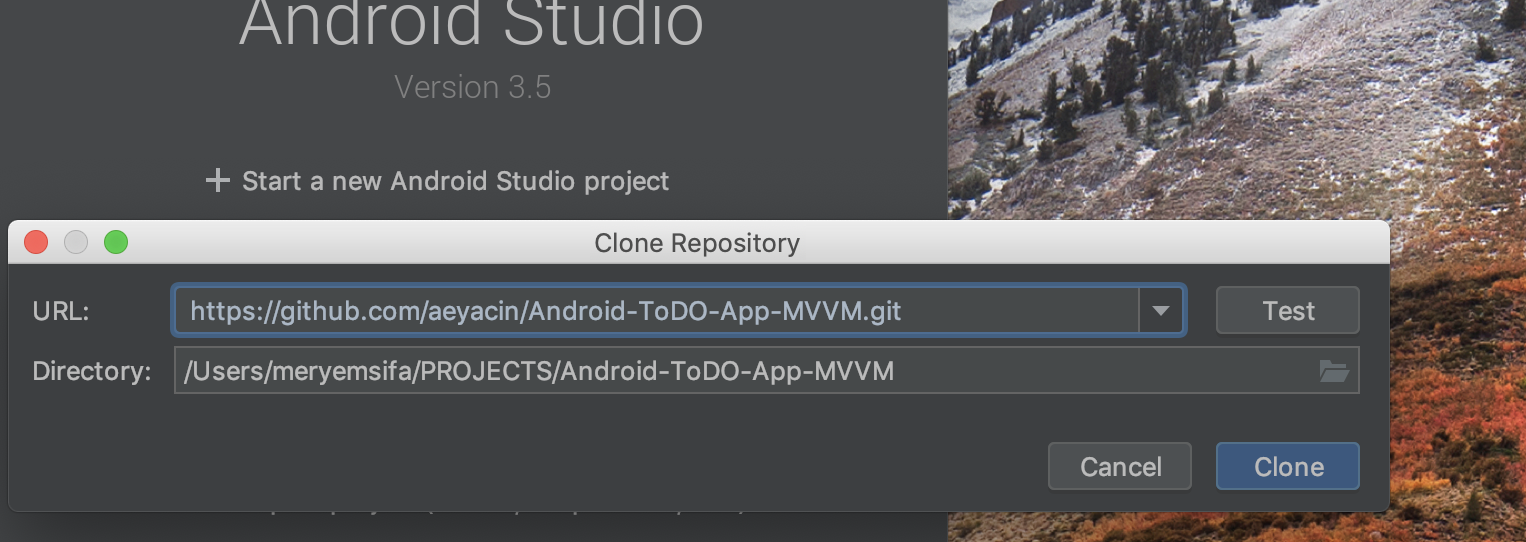 Android Studio
Version 3.5
Start a new Android Studio project
Clone Repository
URL: https://github.com/aeyacin/Android-ToDO-App-MVVM.git Test
Directory: /Users/meryemsifa/PROJECTS/Android-ToDO-App-MVVM
Cancel Clone